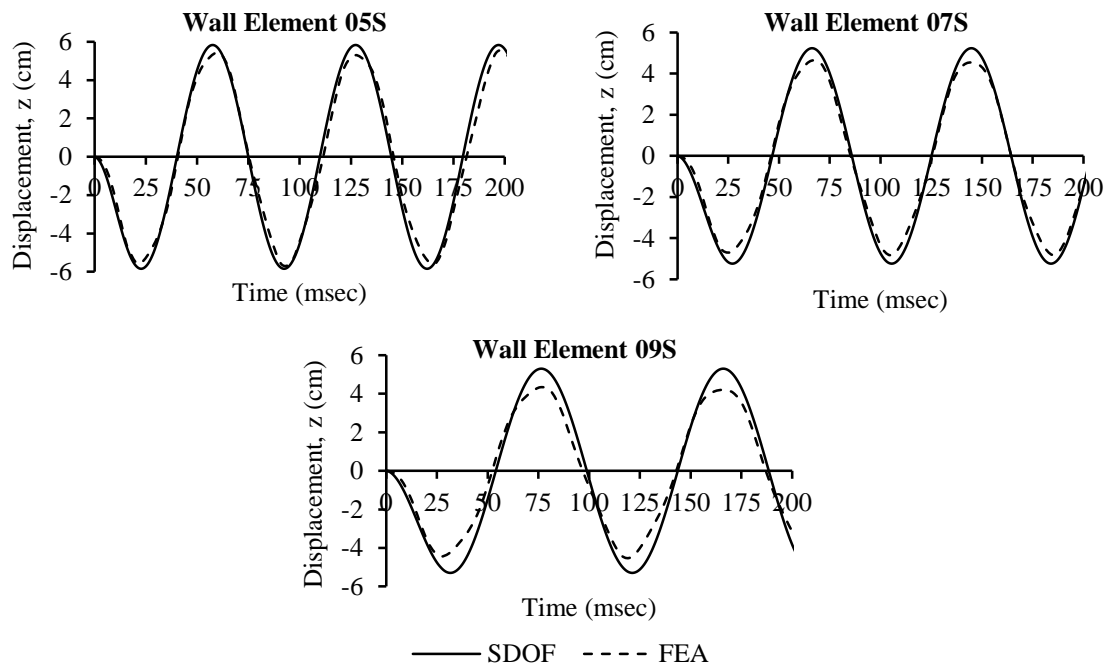 Wall Element 05S
6
4
2
0
-2
-4
-6
0 25 50 75 100 125 150 175 200
Displacement, z (cm)
Time (msec)
Wall Element 07S
6
4
2
0
-2
-4
-6
0 25 50 75 100 125 150 175 200
Displacement, z (cm)
Time (msec)
Wall Element 09S
6
4
2
0
-2
-4
-6
0 25 50 75 100 125 150 175 200
Displacement, z (cm)
Time (msec)
SDOF FEA